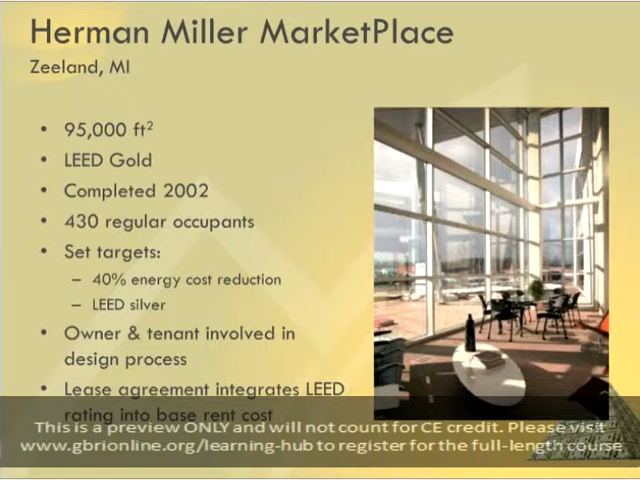 Herman Miller MarketPlace
Zeeland, MI
• 95,000 ft²
• LEED Gold
• Completed 2002
• 430 regular occupants
• Set targets:
– 40% energy cost reduction
– LEED silver
• Owner & tenant involved in
design process
• Lease agreement integrates LEED
rating into base rent cost
This is a preview ONLY and will not count for CE credit. Please visit
www.gbrionline.org/learning-hub to register for the full-length course